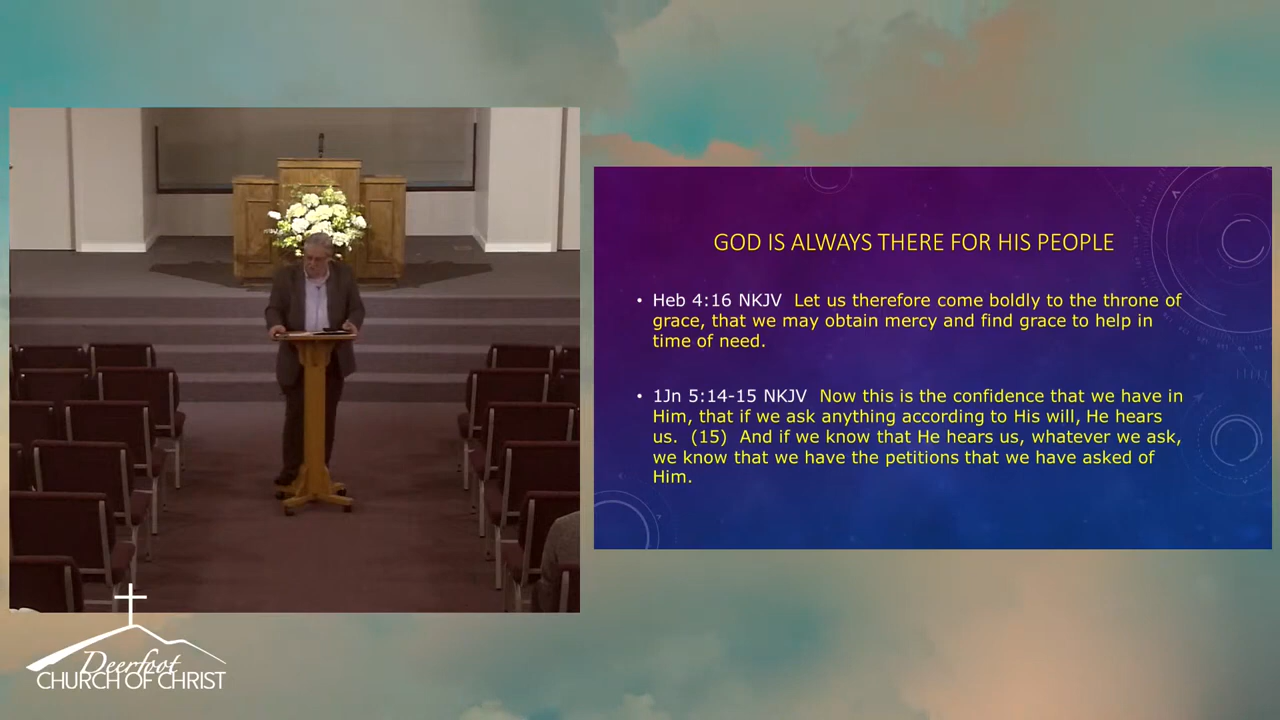 GOD IS ALWAYS THERE FOR HIS PEOPLE
• Heb 4:16 NKJV  Let us therefore come boldly to the throne of
grace, that we may obtain mercy and find grace to help in
time of need.
• 1Jn 5:14-15 NKJV  Now this is the confidence that we have in
Him, that if we ask anything according to His will, He hears
us.  (15)  And if we know that He hears us, whatever we ask,
we know that we have the petitions that we have asked of
Him.
Deerfoot
CHURCH OF CHRIST